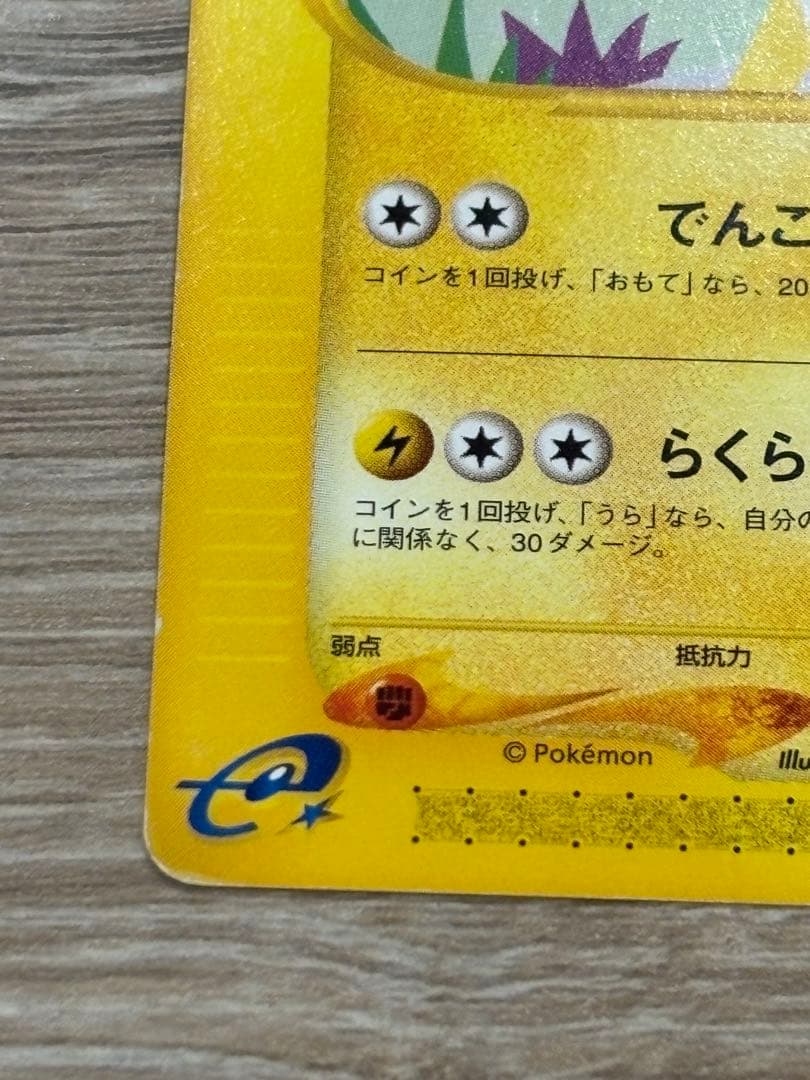 でんこ
コインを1回投げ、「おもて」なら、20
らくら
コインを1回投げ、「うら」なら、自分の
に関係なく、30ダメージ。
弱点 抵抗力
© Pokémon Illu